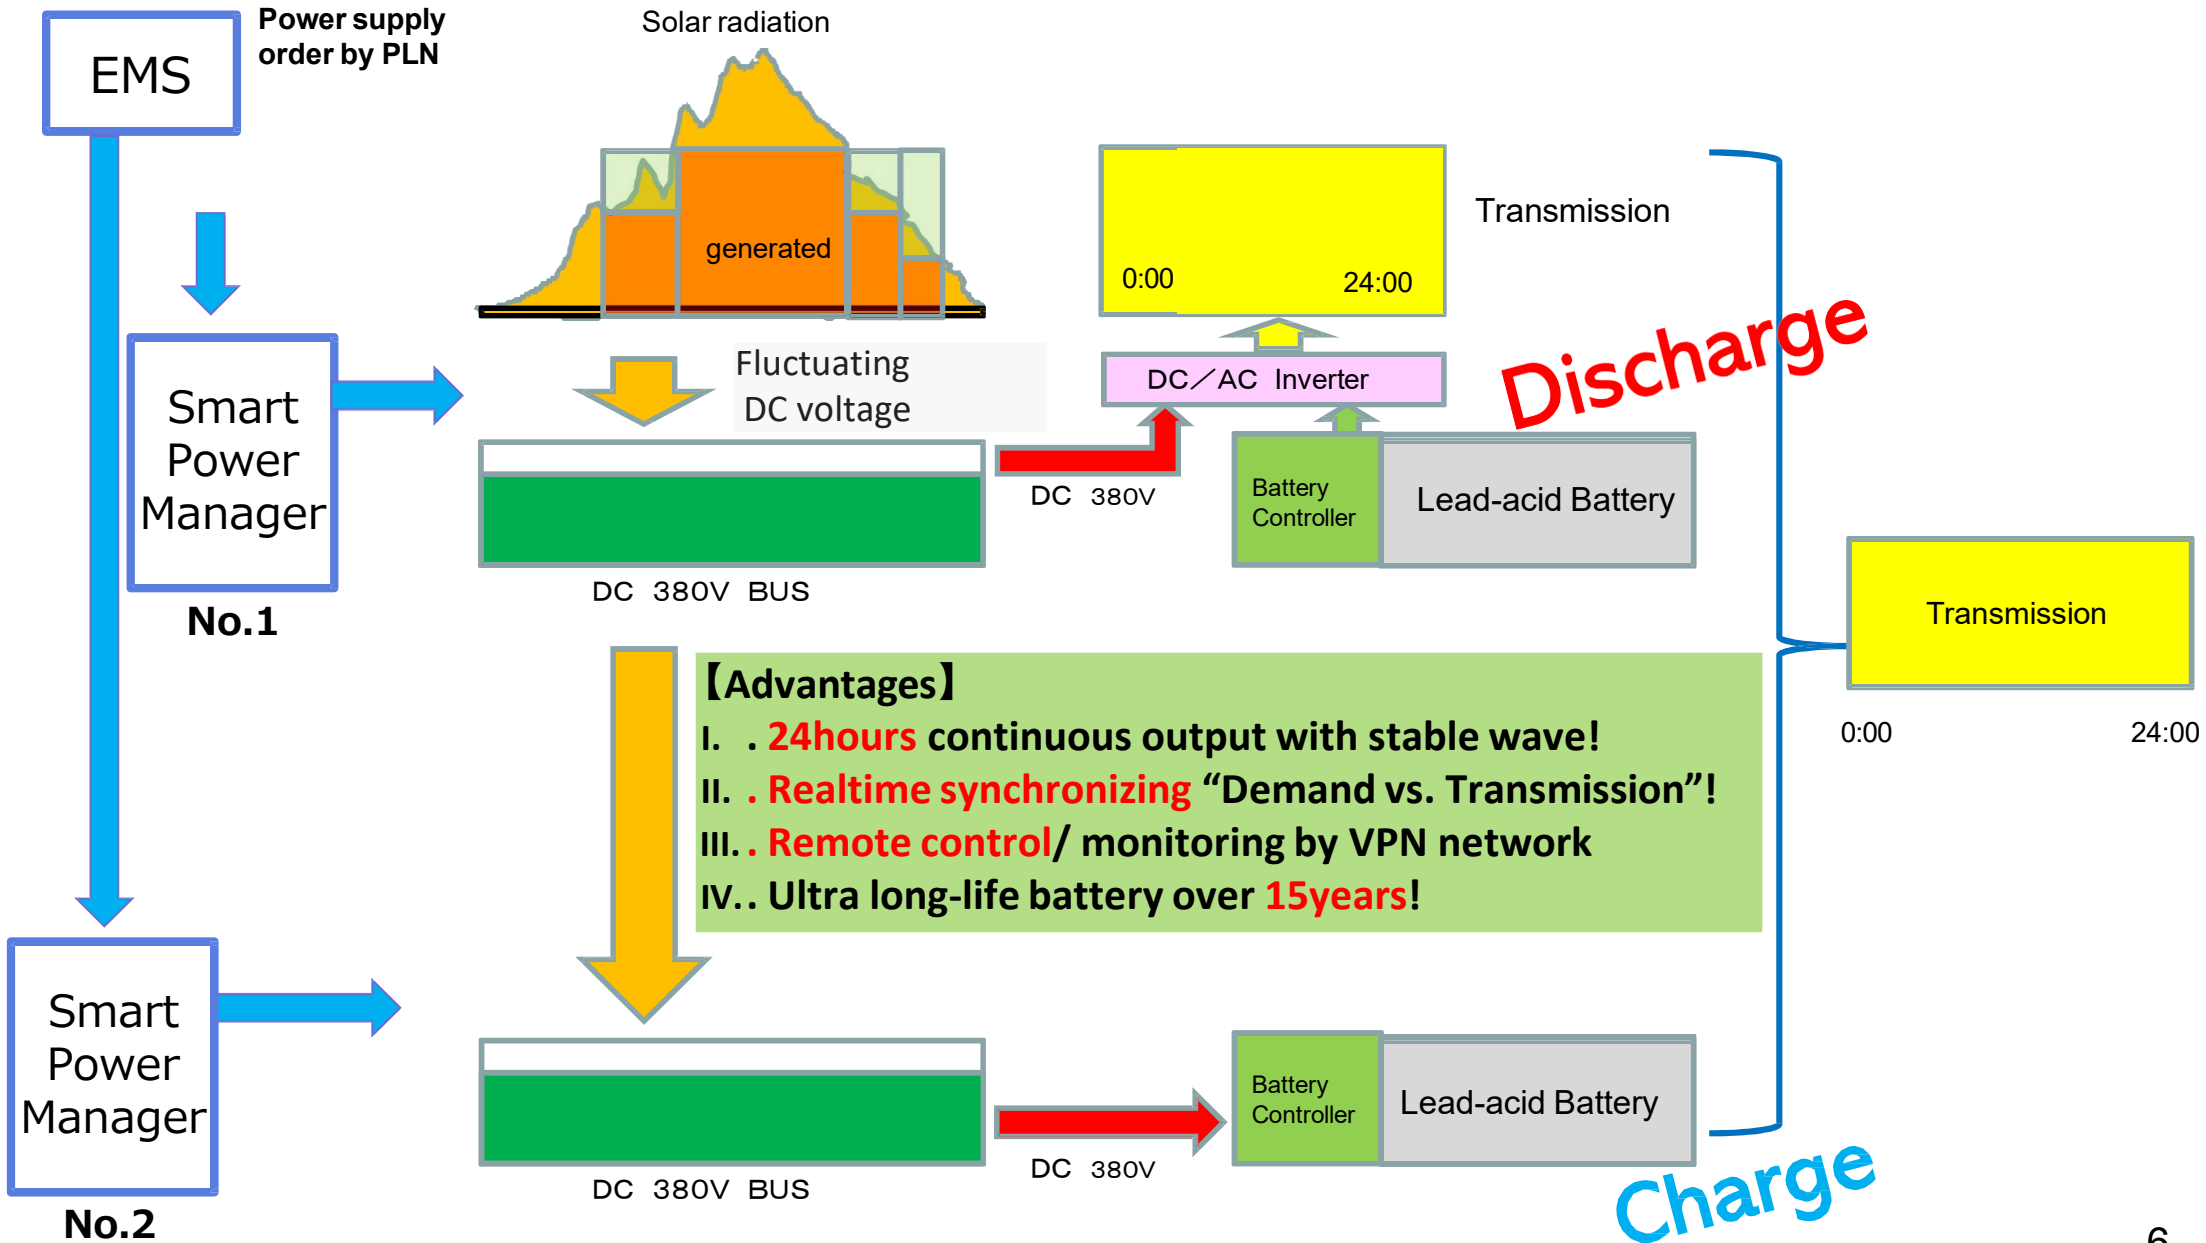 EMS
Power supply
order by PLN
Solar radiation
generated
Fluctuating
DC voltage
0:00
24:00
Transmission
DC／AC Inverter
Discharge
Smart
Power
Manager
No.1
DC 380V
Battery
Controller
Lead-acid Battery
DC 380V BUS
Transmission
0:00
24:00
【Advantages】
I. . 24hours continuous output with stable wave!
II. . Realtime synchronizing “Demand vs. Transmission”!
III. . Remote control/ monitoring by VPN network
IV. . Ultra long-life battery over 15years!
Smart
Power
Manager
No.2
DC 380V BUS
DC 380V
Battery
Controller
Lead-acid Battery
Charge
6